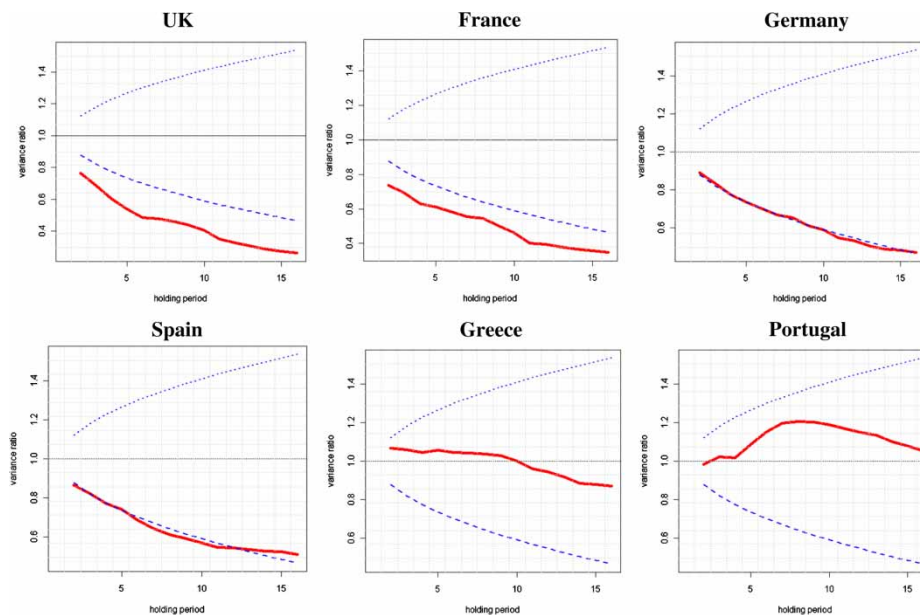 UK
France
Germany
variance ratio
0.4 0.6 0.8 1.0 1.2 1.4
5 10 15
holding period
variance ratio
0.4 0.6 0.8 1.0 1.2 1.4
5 10 15
holding period
variance ratio
0.6 0.8 1.0 1.2 1.4
5 10 15
holding period
Spain
Greece
Portugal
variance ratio
0.6 0.8 1.0 1.2 1.4
5 10 15
holding period
variance ratio
0.6 0.8 1.0 1.2 1.4
5 10 15
holding period
variance ratio
0.6 0.8 1.0 1.2 1.4
5 10 15
holding period